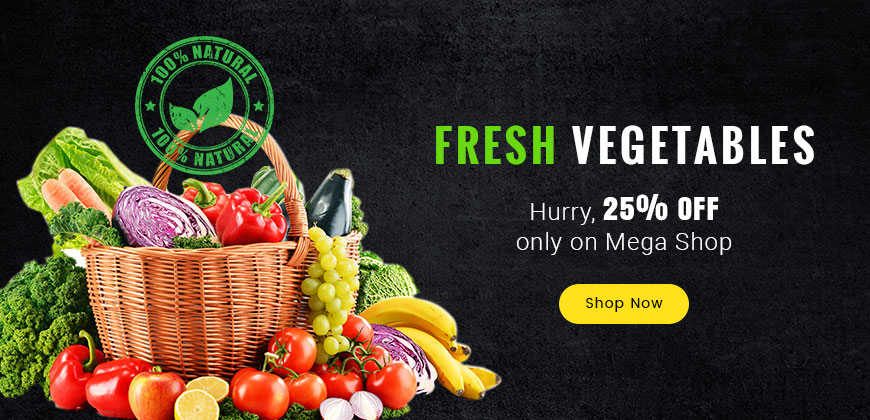 100% NATURAL
100% NATURAL
FRESH VEGETABLES
Hurry, 25% OFF
only on Mega Shop
Shop Now